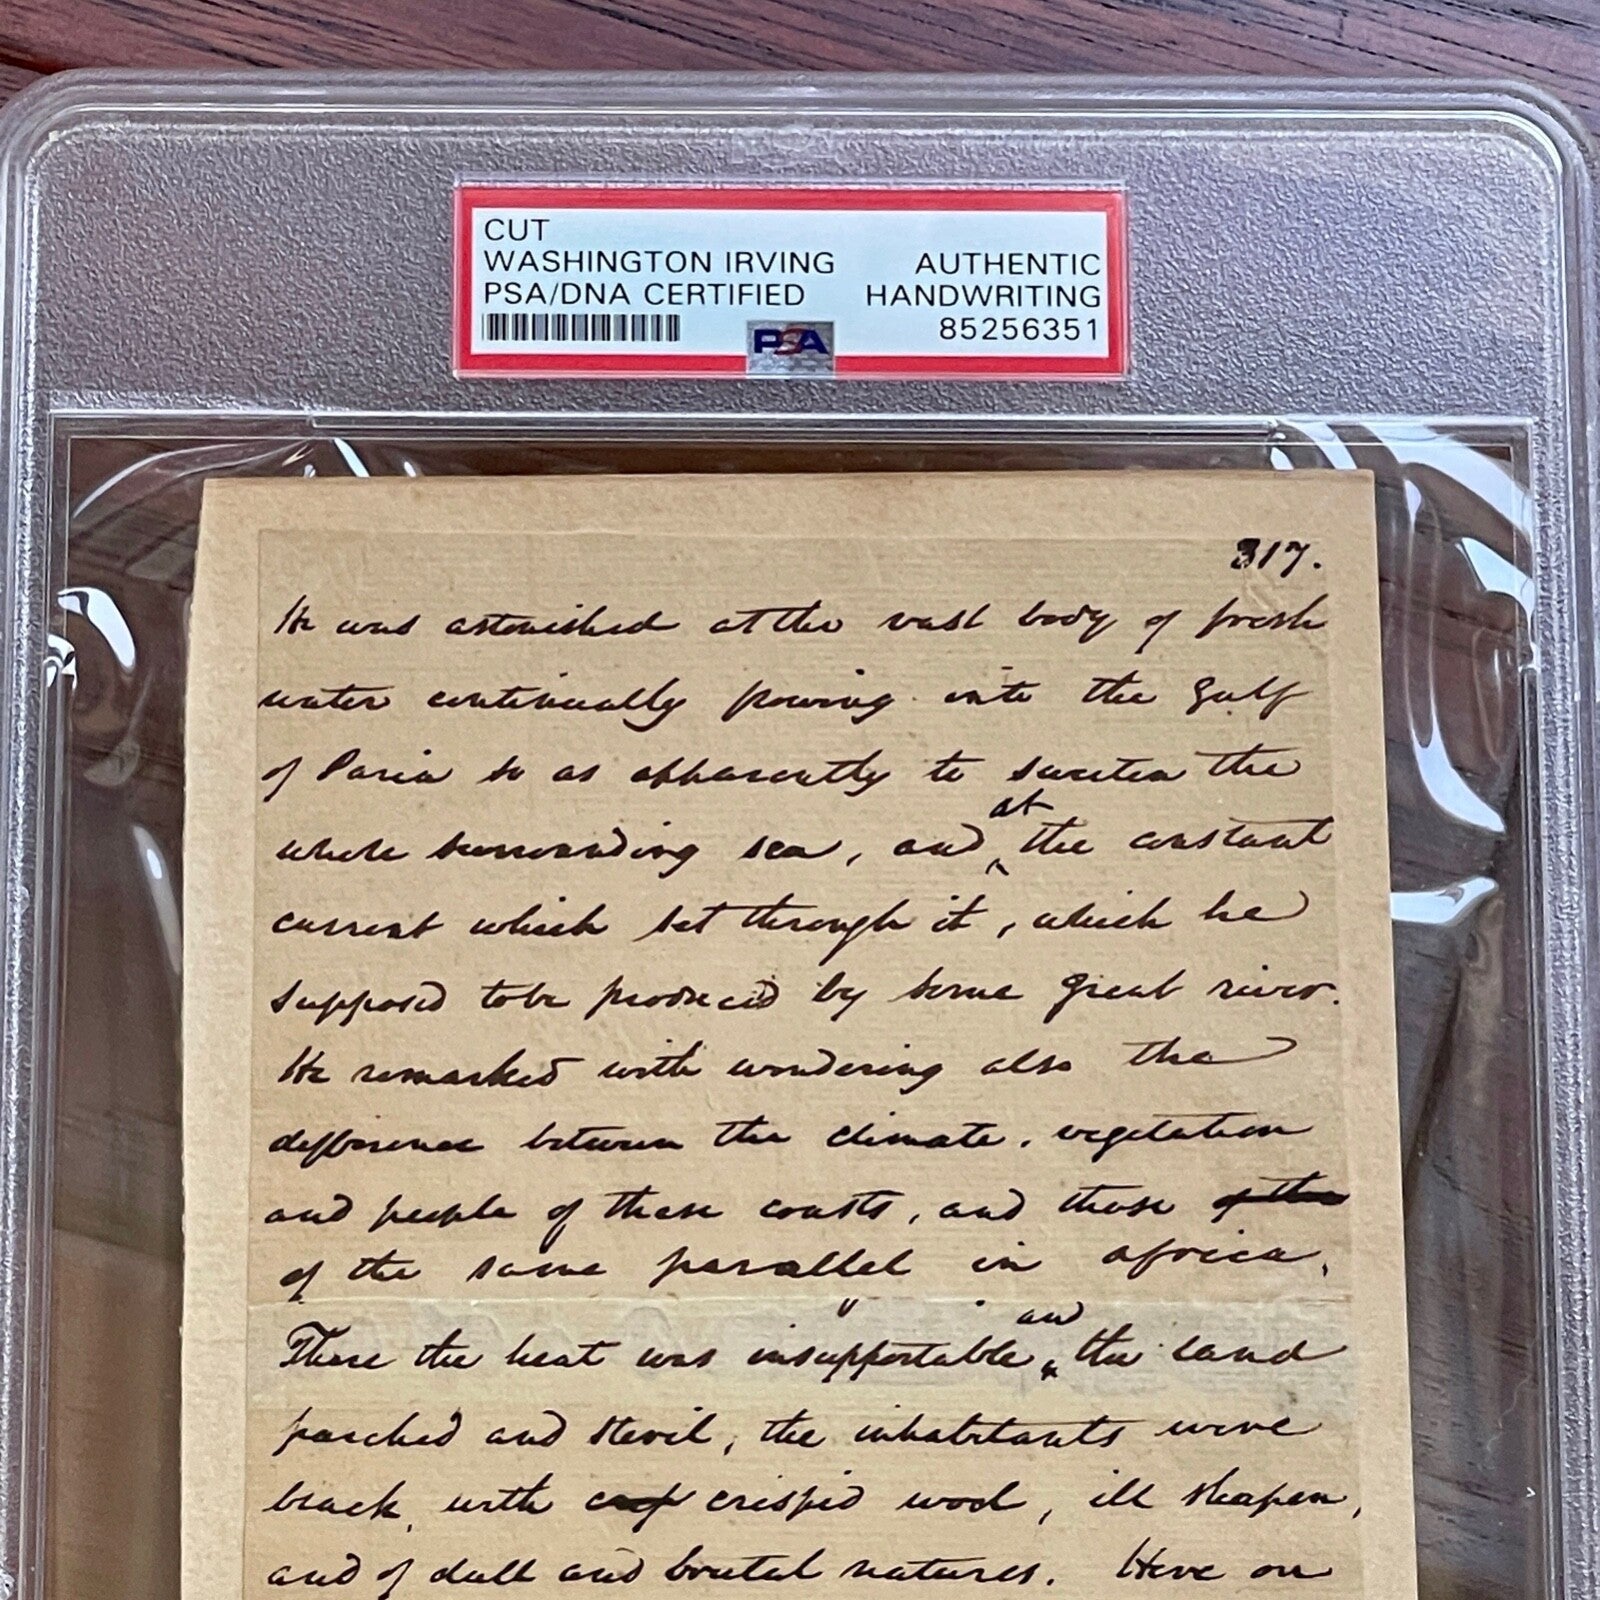 CUT
WASHINGTON IRVING AUTHENTIC
PSA/DNA CERTIFIED HANDWRITING
85256351
PSA
317.
He was astonished at the vast body of fresh
water continually flowing into the Gulf
of Paria so as apparently to sweeten the
at
whole surrounding sea, and ‸ the constant
current which set through it, which he
supposed to be produced by some great river.
He remarked with wondering also the
difference between the climate, vegetation
and people of these coasts, and those of the
of the same parallel in africa.
and
There the heat was insupportable ‸ the land
parched and steril, the inhabitants were
black, with crisped wool, ill shapen,
and of dull and brutal natures. Here on